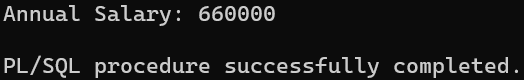 Annual Salary: 660000
PL/SQL procedure successfully completed.